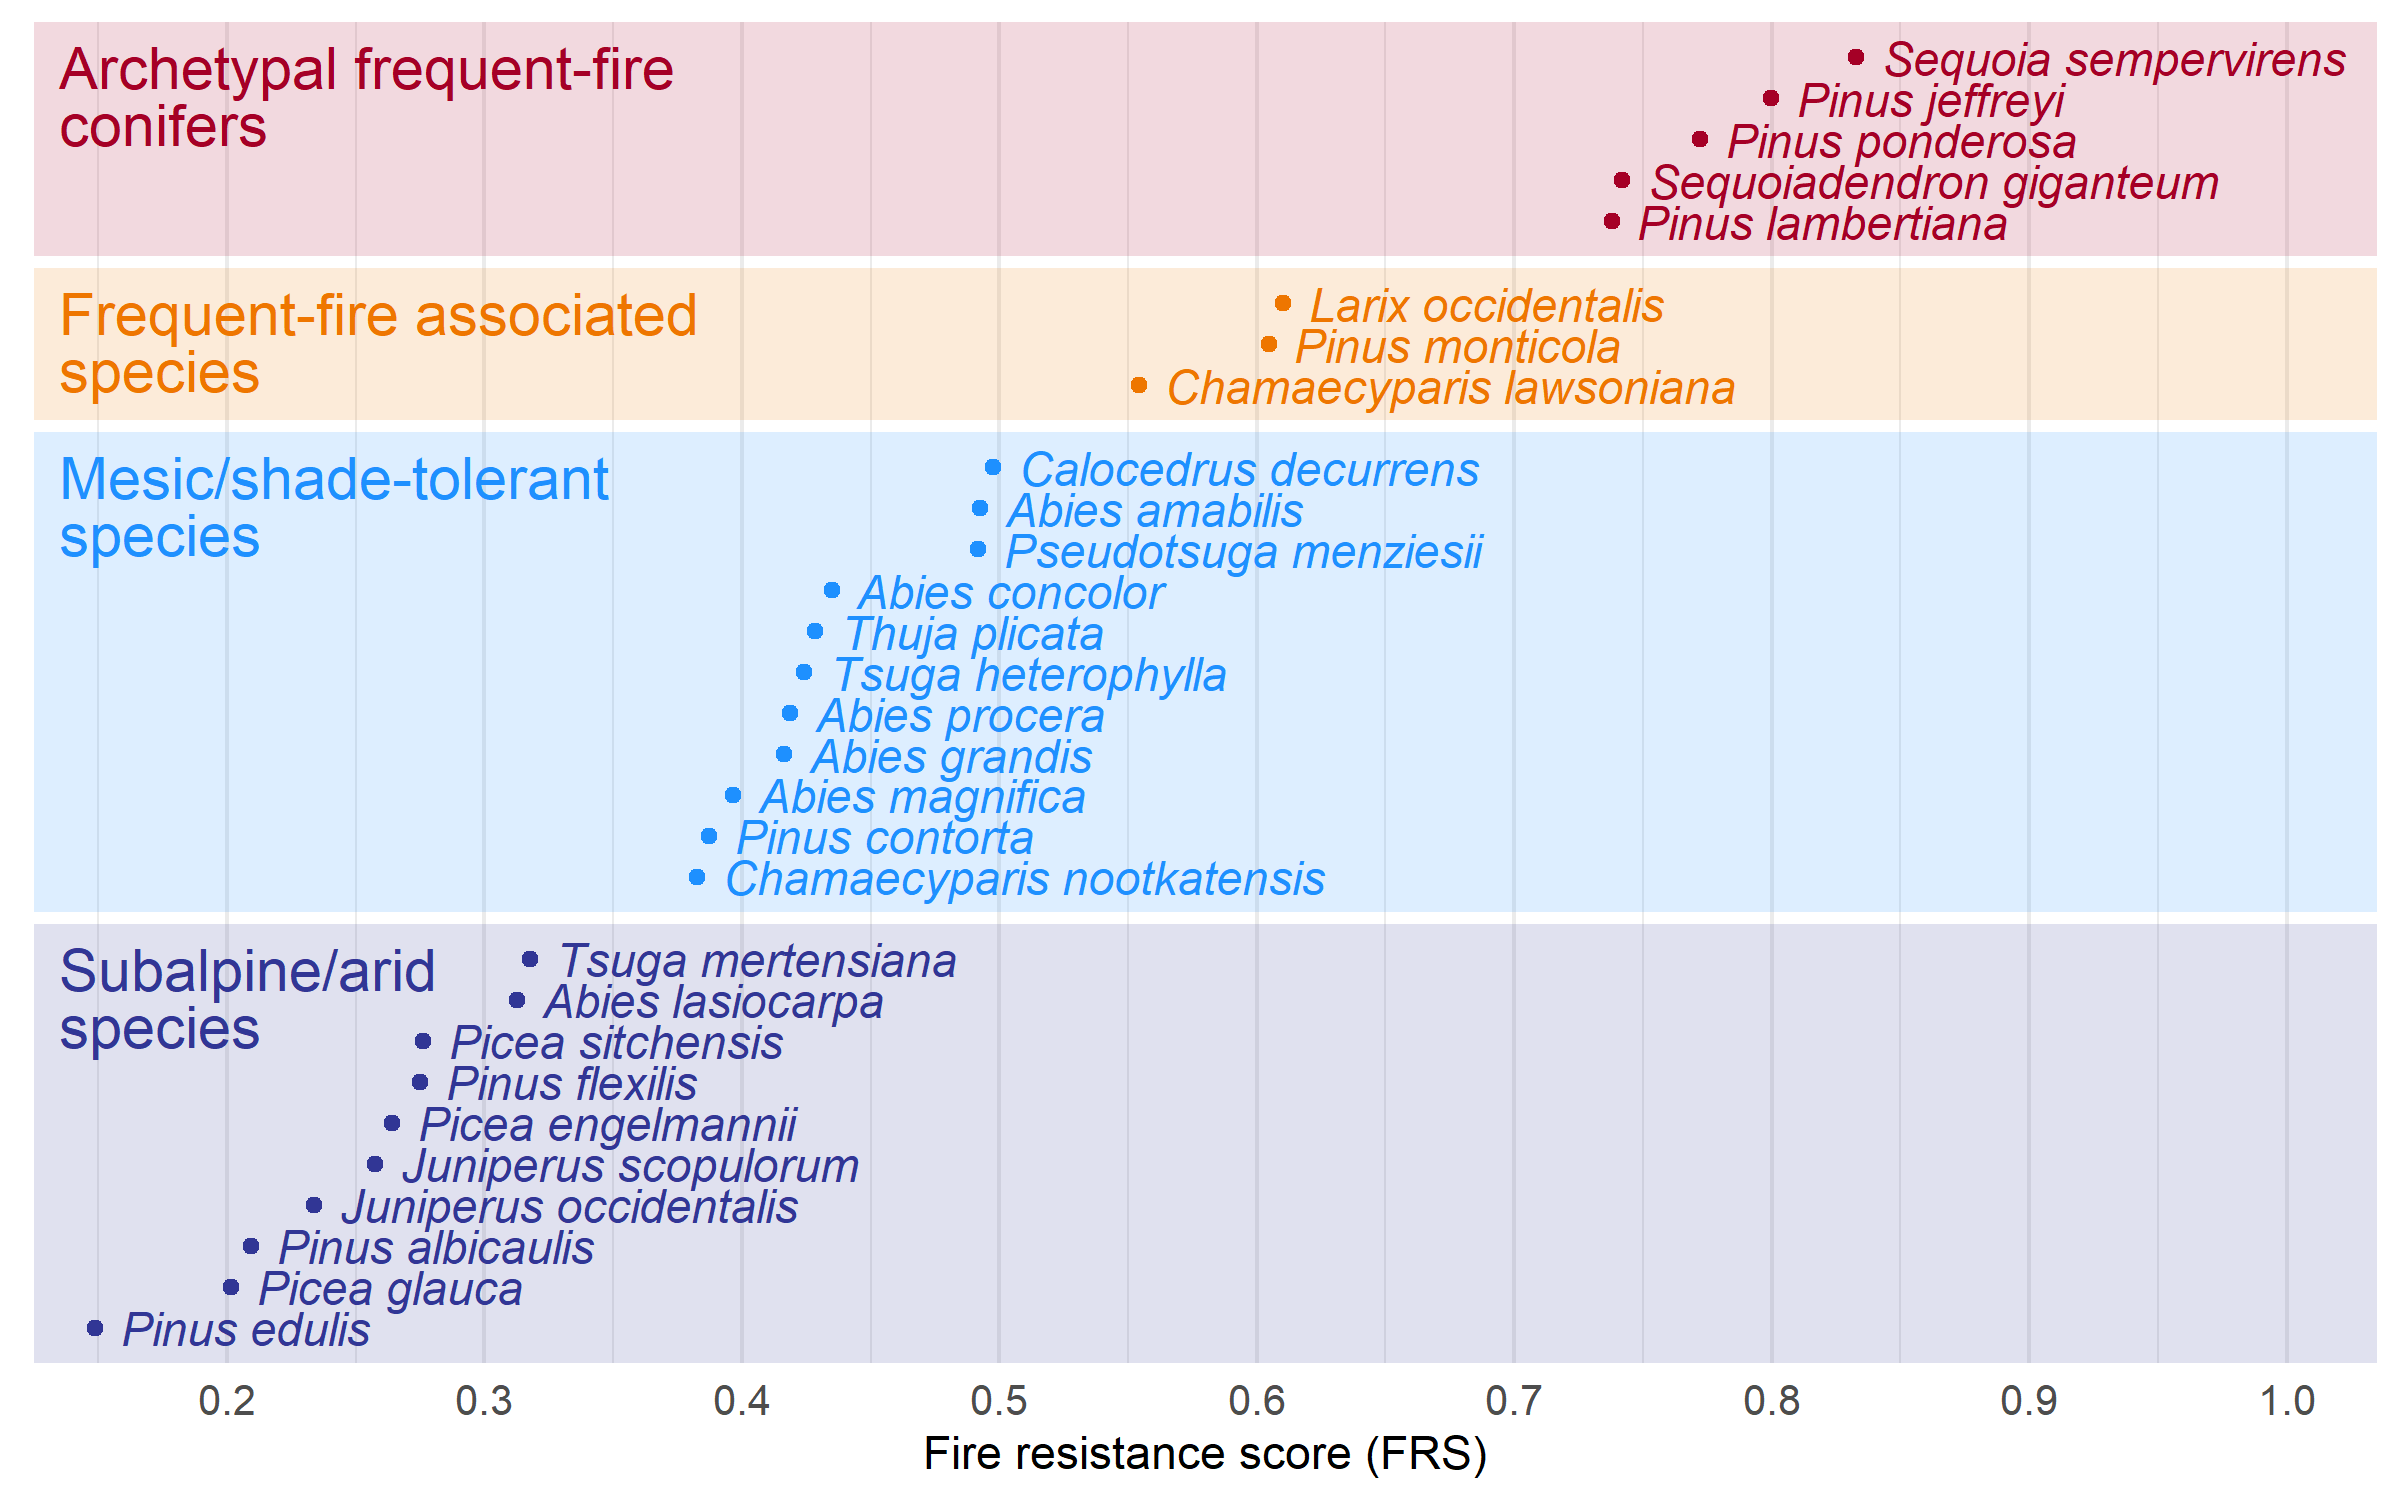 Archetypal frequent-fire
conifers
Sequoia sempervirens
Pinus jeffreyi
Pinus ponderosa
Sequoiadendron giganteum
Pinus lambertiana
Frequent-fire associated
species
Larix occidentalis
Pinus monticola
Chamaecyparis lawsoniana
Mesic/shade-tolerant
species
Calocedrus decurrens
Abies amabilis
Pseudotsuga menziesii
Abies concolor
Thuja plicata
Tsuga heterophylla
Abies procera
Abies grandis
Abies magnifica
Pinus contorta
Chamaecyparis nootkatensis
Subalpine/arid
species
Tsuga mertensiana
Abies lasiocarpa
Picea sitchensis
Pinus flexilis
Picea engelmannii
Juniperus scopulorum
Juniperus occidentalis
Pinus albicaulis
Picea glauca
Pinus edulis
0.2 0.3 0.4 0.5 0.6 0.7 0.8 0.9 1.0
Fire resistance score (FRS)